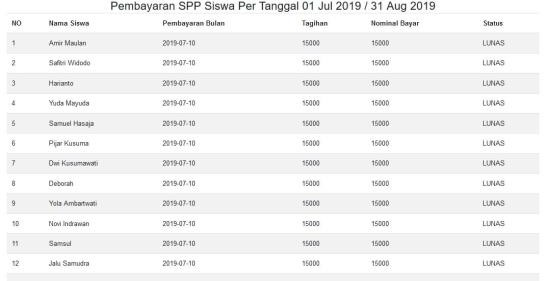 Pembayaran SPP Siswa Per Tanggal 01 Jul 2019 / 31 Aug 2019
NO Nama Siswa Pembayaran Bulan Tagihan Nominal Bayar Status
1 Amir Maulan 2019-07-10 15000 15000 LUNAS
2 Safitri Widodo 2019-07-10 15000 15000 LUNAS
3 Harianto 2019-07-10 15000 15000 LUNAS
4 Yuda Mayuda 2019-07-10 15000 15000 LUNAS
5 Samuel Hasaja 2019-07-10 15000 15000 LUNAS
6 Pijar Kusuma 2019-07-10 15000 15000 LUNAS
7 Dwi Kusumawati 2019-07-10 15000 15000 LUNAS
8 Deborah 2019-07-10 15000 15000 LUNAS
9 Yola Ambartwati 2019-07-10 15000 15000 LUNAS
10 Novi Indrawan 2019-07-10 15000 15000 LUNAS
11 Samsul 2019-07-10 15000 15000 LUNAS
12 Jalu Samudra 2019-07-10 15000 15000 LUNAS